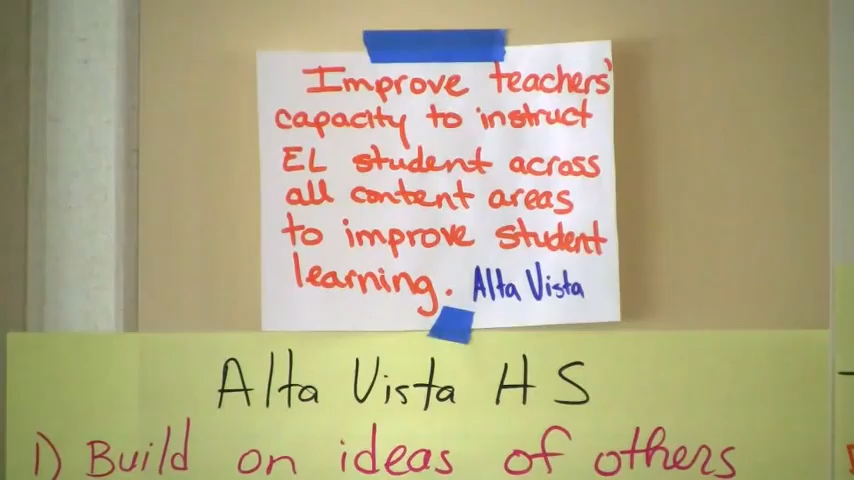 Improve teachers'
capacity to instruct
EL student across
all content areas
to improve student
learning. Alta Vista
Alta Vista HS
1) Build on ideas of others